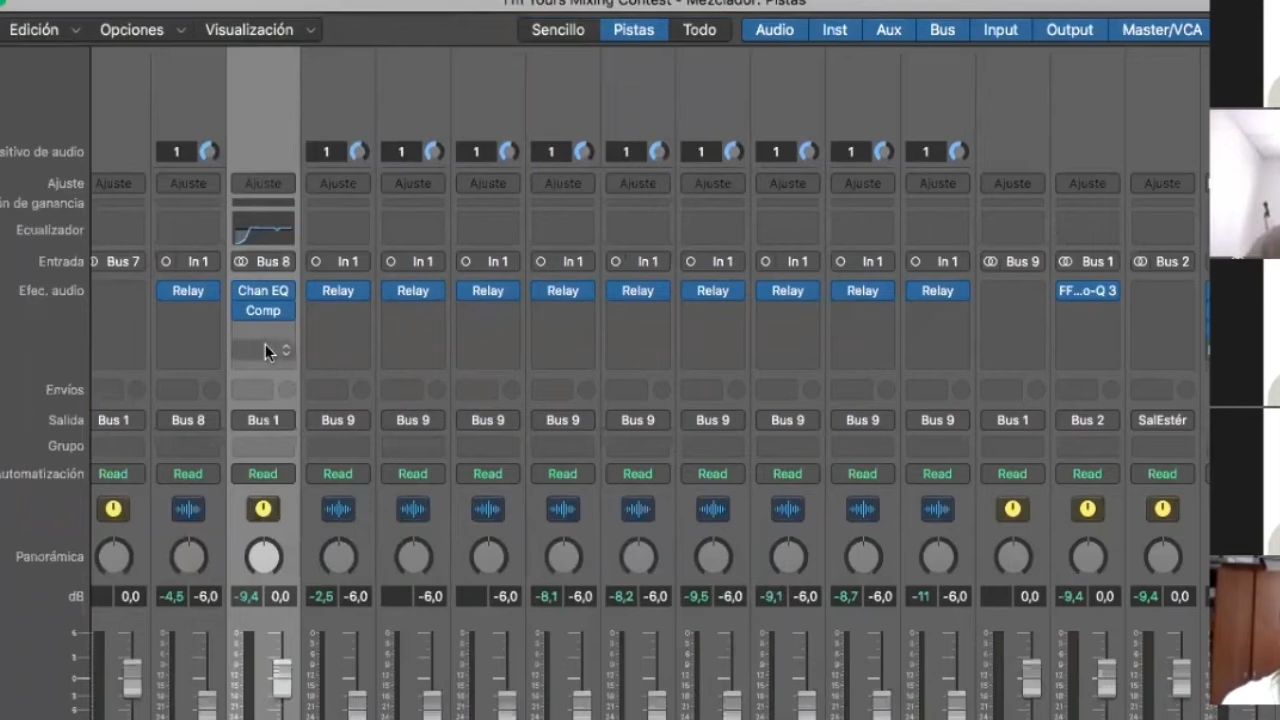 I'm Yours Mixing Contest - Mezclador: Pistas
Edición Opciones Visualización Sencillo Pistas Todo Audio Inst Aux Bus Input Output Master/VCA
sitivo de audio 1 1 1 1 1 1 1 1 1 1
Ajuste Ajuste Ajuste Ajuste Ajuste Ajuste Ajuste Ajuste Ajuste Ajuste Ajuste Ajuste Ajuste Ajuste Ajuste Ajuste
ón de ganancia
Ecualizador
Entrada Bus 7 In 1 Bus 8 In 1 In 1 In 1 In 1 In 1 In 1 In 1 In 1 In 1 Bus 9 Bus 1 Bus 2
Efec. audio Relay Chan EQ Relay Relay Relay Relay Relay Relay Relay Relay Relay FF...o-Q 3
Comp
Envíos
Salida Bus 1 Bus 8 Bus 1 Bus 9 Bus 9 Bus 9 Bus 9 Bus 9 Bus 9 Bus 9 Bus 9 Bus 9 Bus 1 Bus 2 SalEstér
Grupo
utomatización Read Read Read Read Read Read Read Read Read Read Read Read Read Read Read
Panorámica
dB 0,0 -4,5 -6,0 -9,4 0,0 -2,5 -6,0 -6,0 -6,0 -8,1 -6,0 -8,2 -6,0 -9,5 -6,0 -9,1 -6,0 -8,7 -6,0 -11 -6,0 0,0 -9,4 0,0 -9,4 0,0